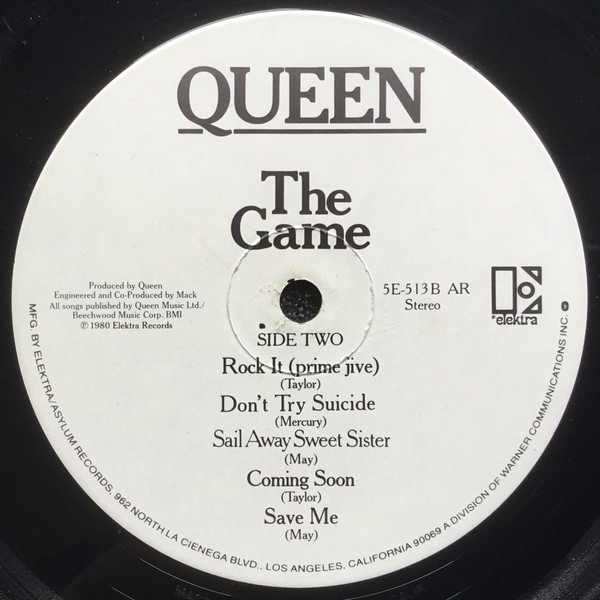 QUEEN
The
Game
Produced by Queen
Engineered and Co-Produced by Mack
All songs published by Queen Music Ltd./
Beechwood Music Corp. BMI
℗ 1980 Elektra Records
5E-513B AR
Stereo
elektra
SIDE TWO
Rock It (prime jive)
(Taylor)
Don't Try Suicide
(Mercury)
Sail Away Sweet Sister
(May)
Coming Soon
(Taylor)
Save Me
(May)
MFG. BY ELEKTRA/ASYLUM RECORDS, 962 NORTH LA CIENEGA BLVD., LOS ANGELES, CALIFORNIA 90069 A DIVISION OF WARNER COMMUNICATIONS INC.